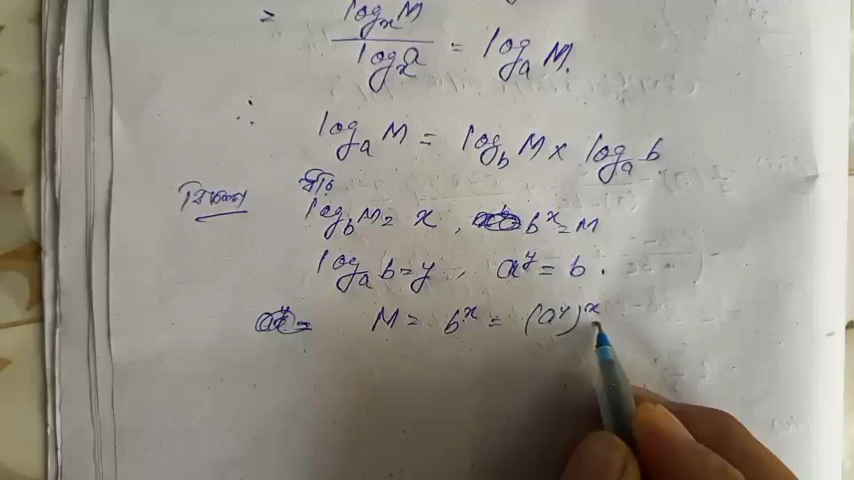 = log_x M / log_x a = log_a M.
∴ log_a M = log_b M × log_a b
বিকল্প ধরি
log_b M = x , b^x = M
log_a b = y , a^y = b .
M = b^x = (a^y)^x